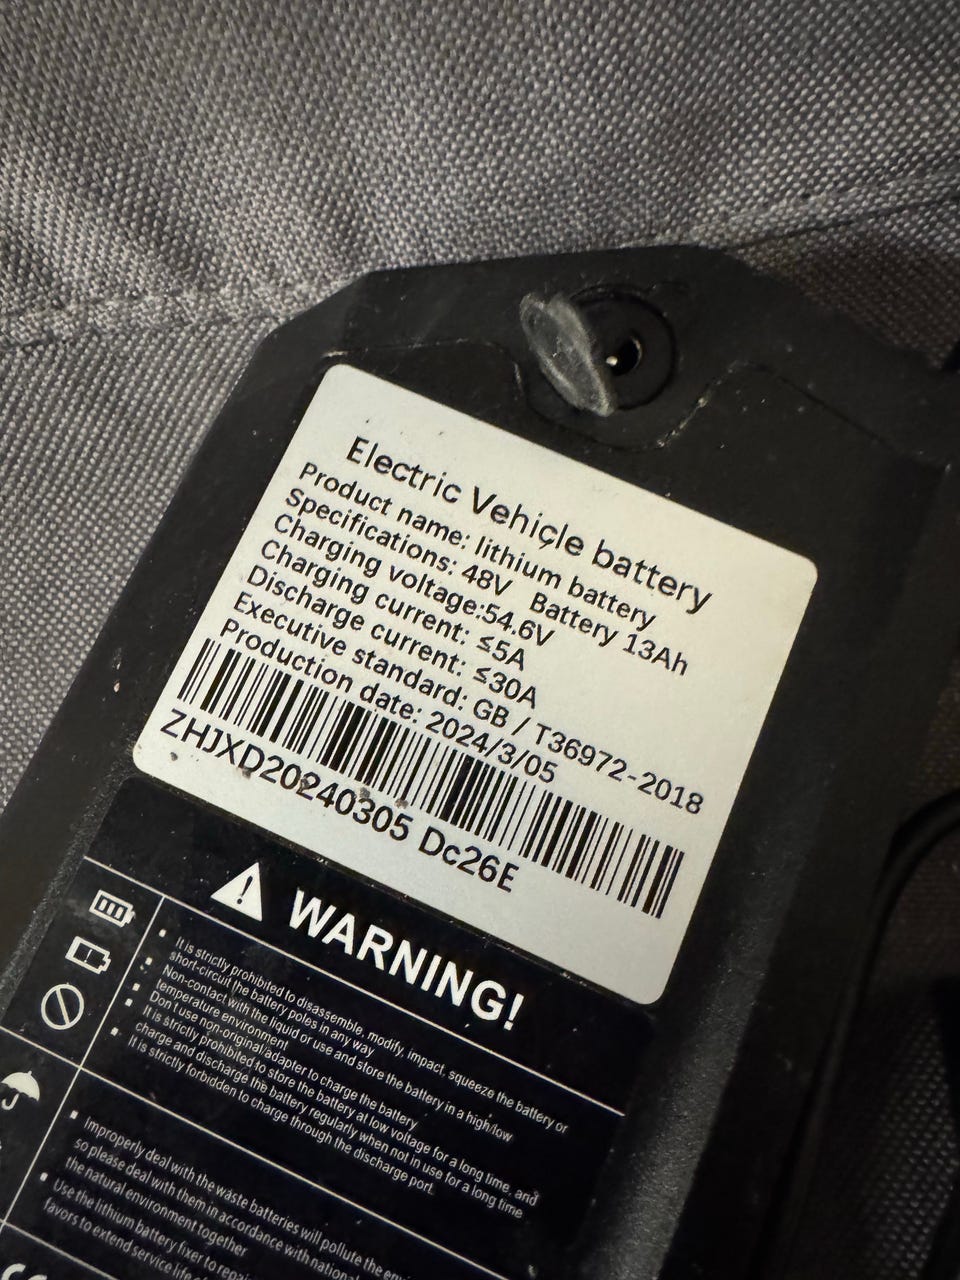 Electric Vehicle battery
Product name: lithium battery
Specifications: 48V Battery 13Ah
Charging voltage:54.6V
Charging current: ≤5A
Discharge current: ≤30A
Executive standard: GB / T36972-2018
Production date: 2024/3/05
ZHJXD20240305 Dc26E
WARNING!
It is strictly prohibited to disassemble, modify, impact, squeeze the battery or
short-circuit the battery poles in any way
Non-contact with the liquid or use and store the battery in a high/low
temperature environment
Don't use non-original adapter to charge the battery
It is strictly prohibited to store the battery at low voltage for a long time, and
charge and discharge the battery regularly when not in use for a long time
It is strictly forbidden to charge through the discharge port.
Improperly deal with the waste batteries will pollute the
so please deal with them in accordance with national
the natural environment together
Use the lithium battery fixer to
favors to extend service life